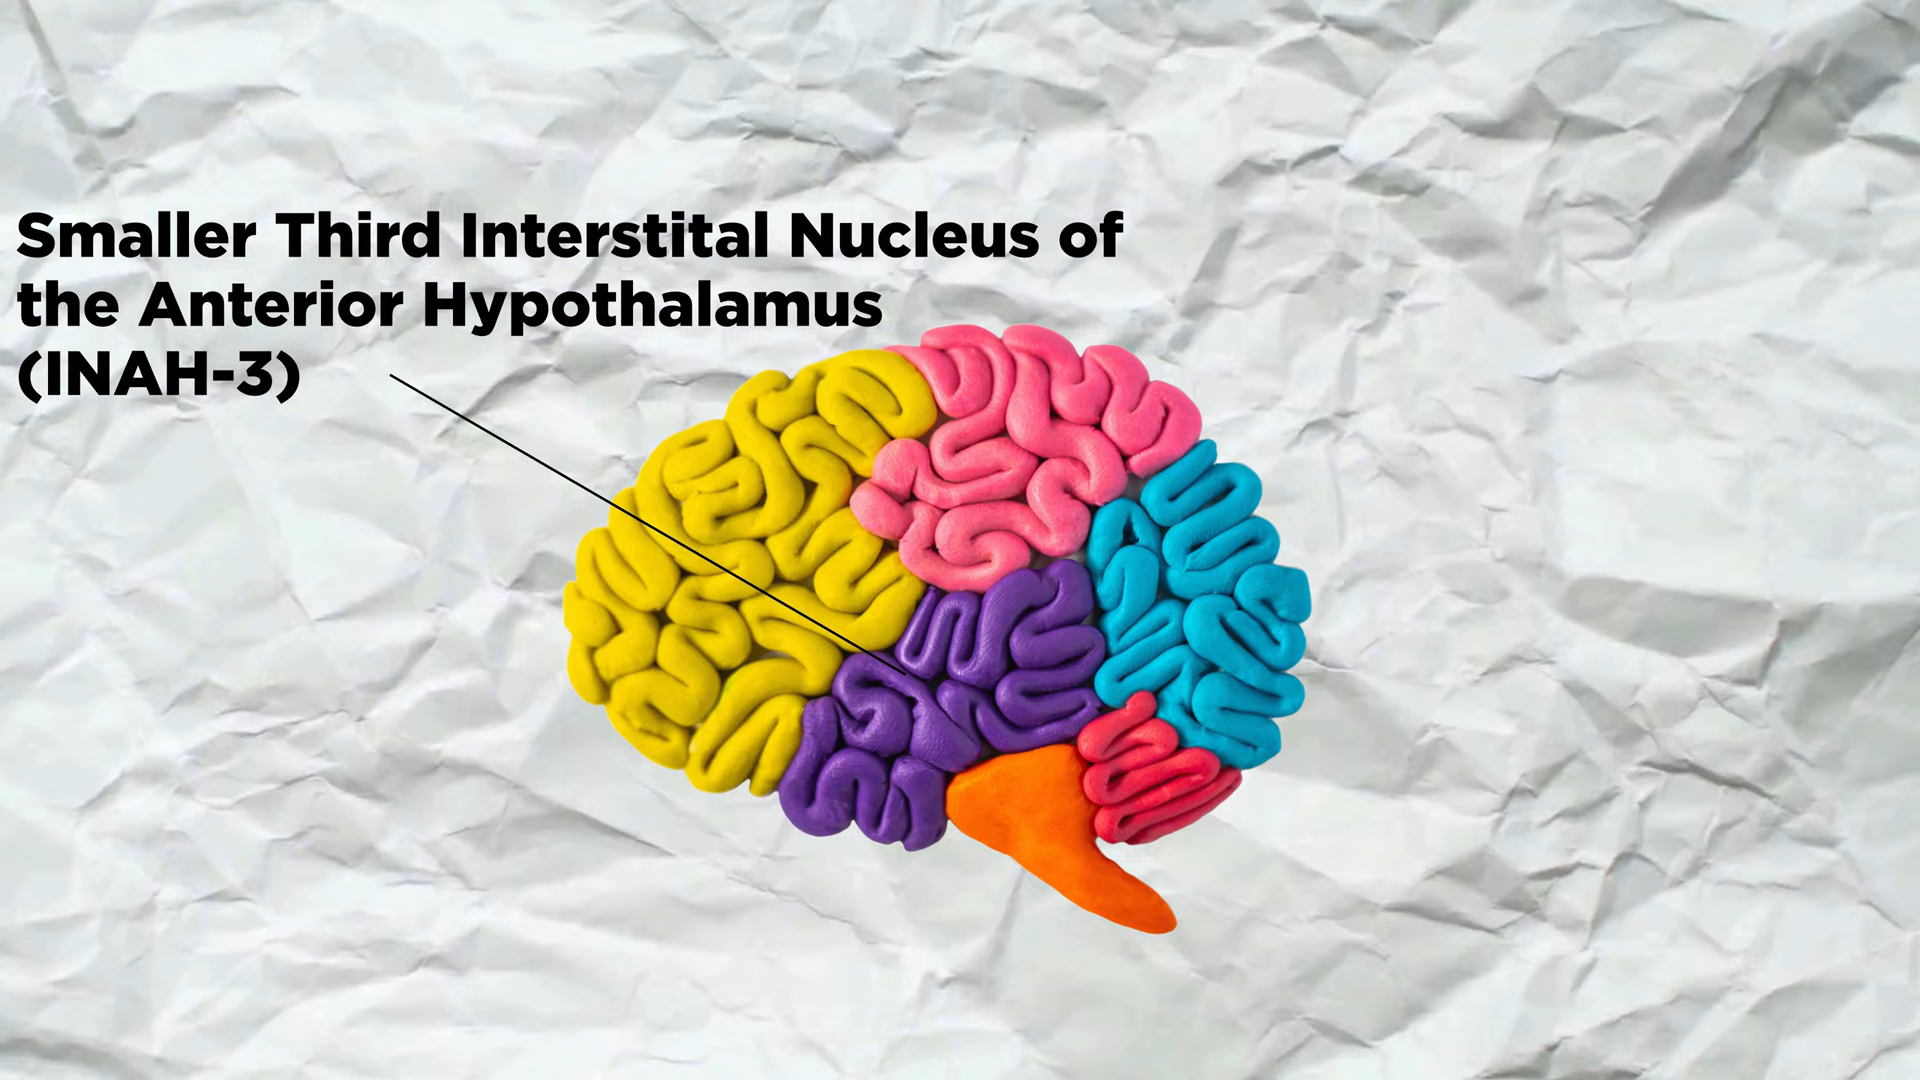 Smaller Third Interstital Nucleus of
the Anterior Hypothalamus
(INAH-3)